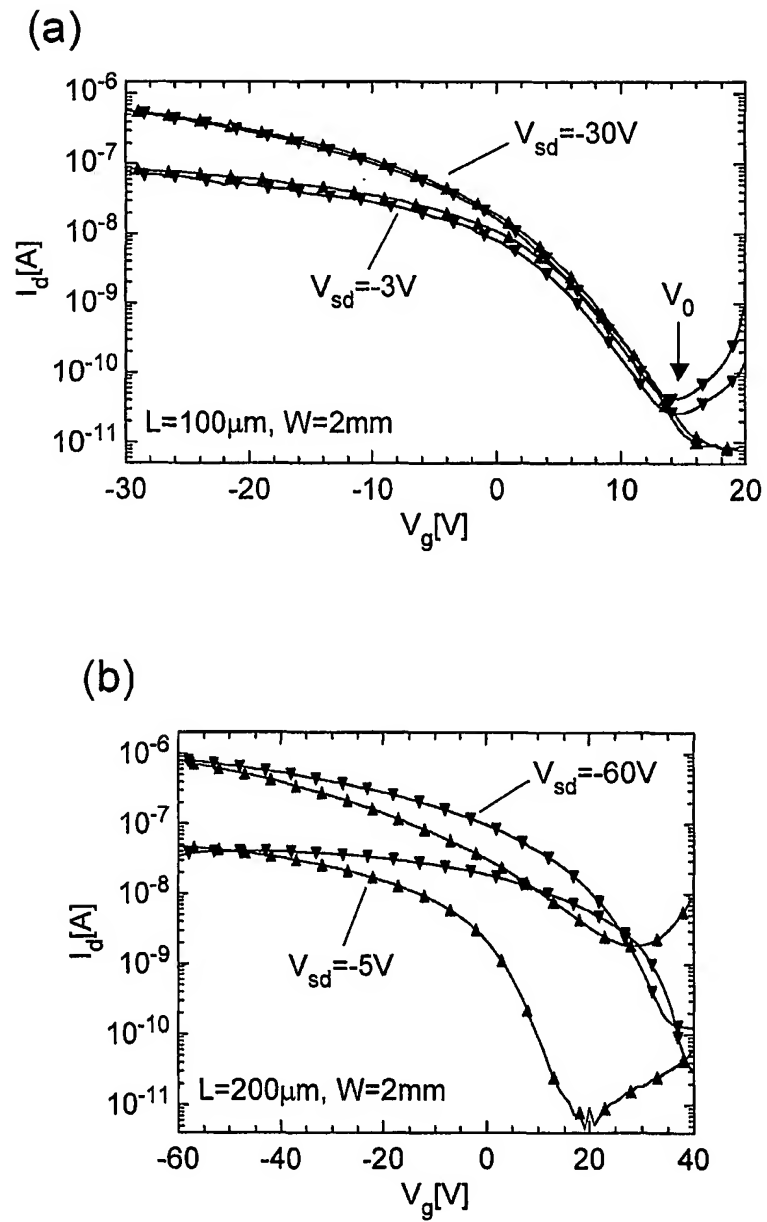 (a)
10^-6
10^-7
10^-8
10^-9
10^-10
10^-11
I_d[A]
V_sd=-30V
V_sd=-3V
V_0
L=100μm, W=2mm
-30 -20 -10 0 10 20
V_g[V]
(b)
10^-6
10^-7
10^-8
10^-9
10^-10
10^-11
I_d[A]
V_sd=-60V
V_sd=-5V
L=200μm, W=2mm
-60 -40 -20 0 20 40
V_g[V]